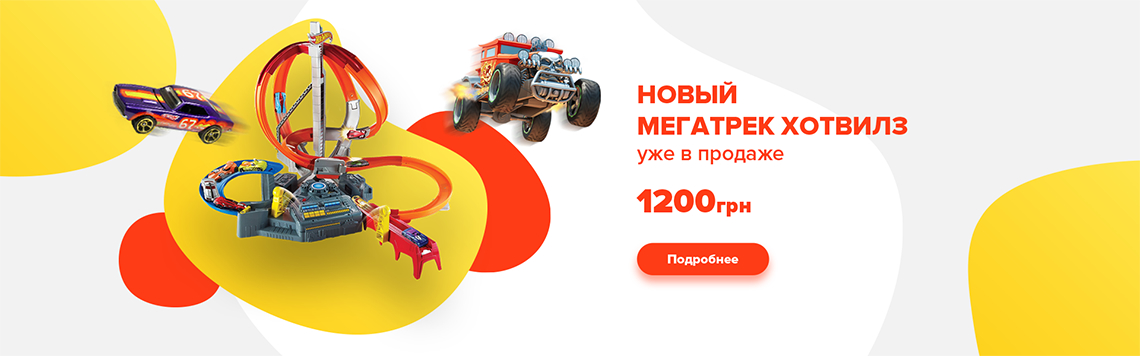 НОВЫЙ
МЕГАТРЕК ХОТВИЛЗ
уже в продаже
1200грн
Подробнее